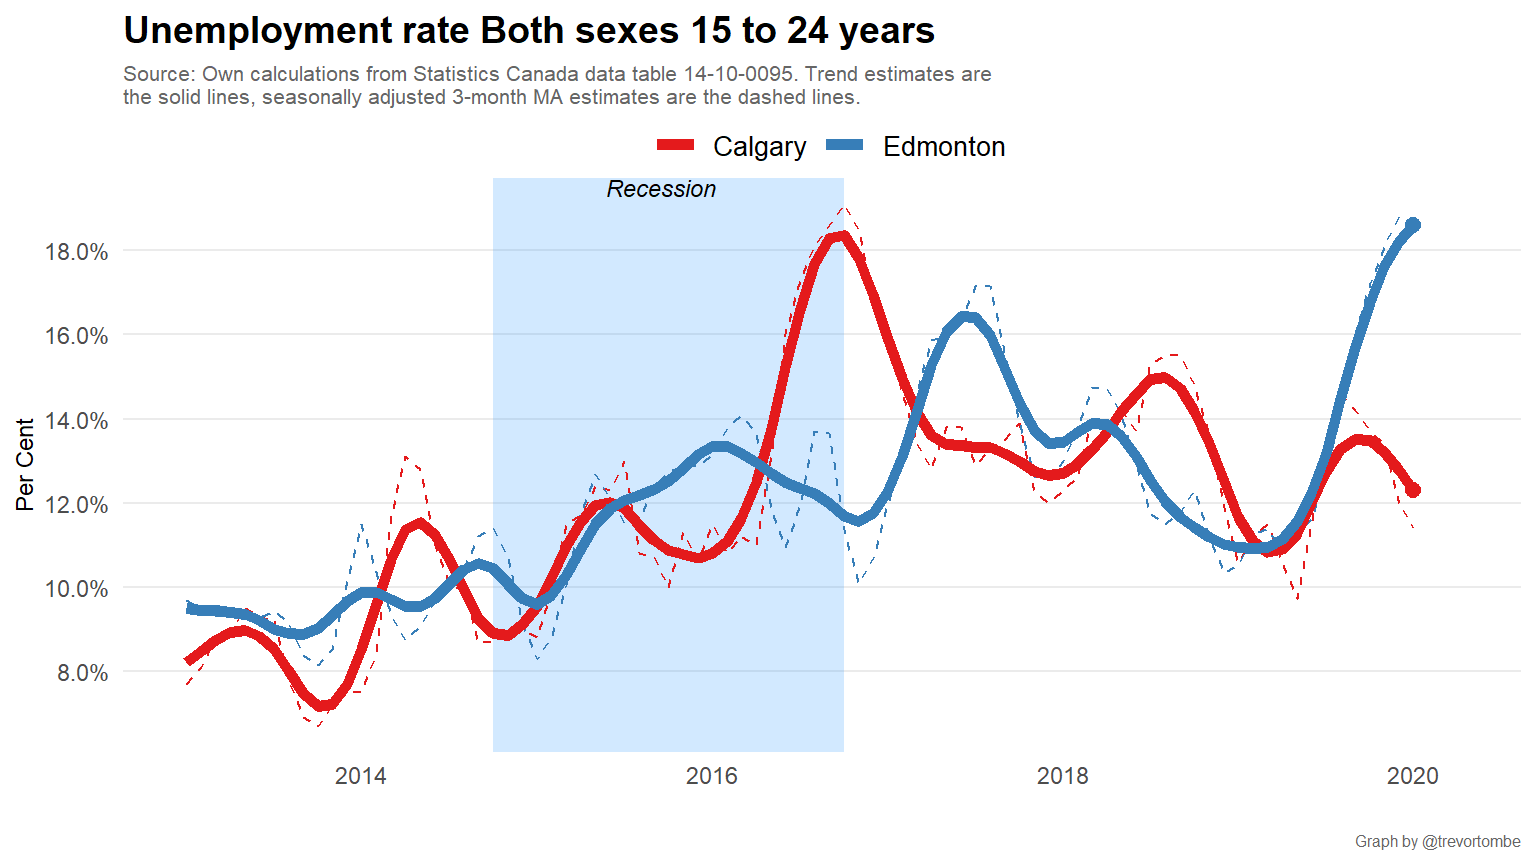 Unemployment rate Both sexes 15 to 24 years
Source: Own calculations from Statistics Canada data table 14-10-0095. Trend estimates are
the solid lines, seasonally adjusted 3-month MA estimates are the dashed lines.
Calgary Edmonton
Recession
18.0%
16.0%
14.0%
12.0%
10.0%
8.0%
Per Cent
2014 2016 2018 2020
Graph by @trevortombe